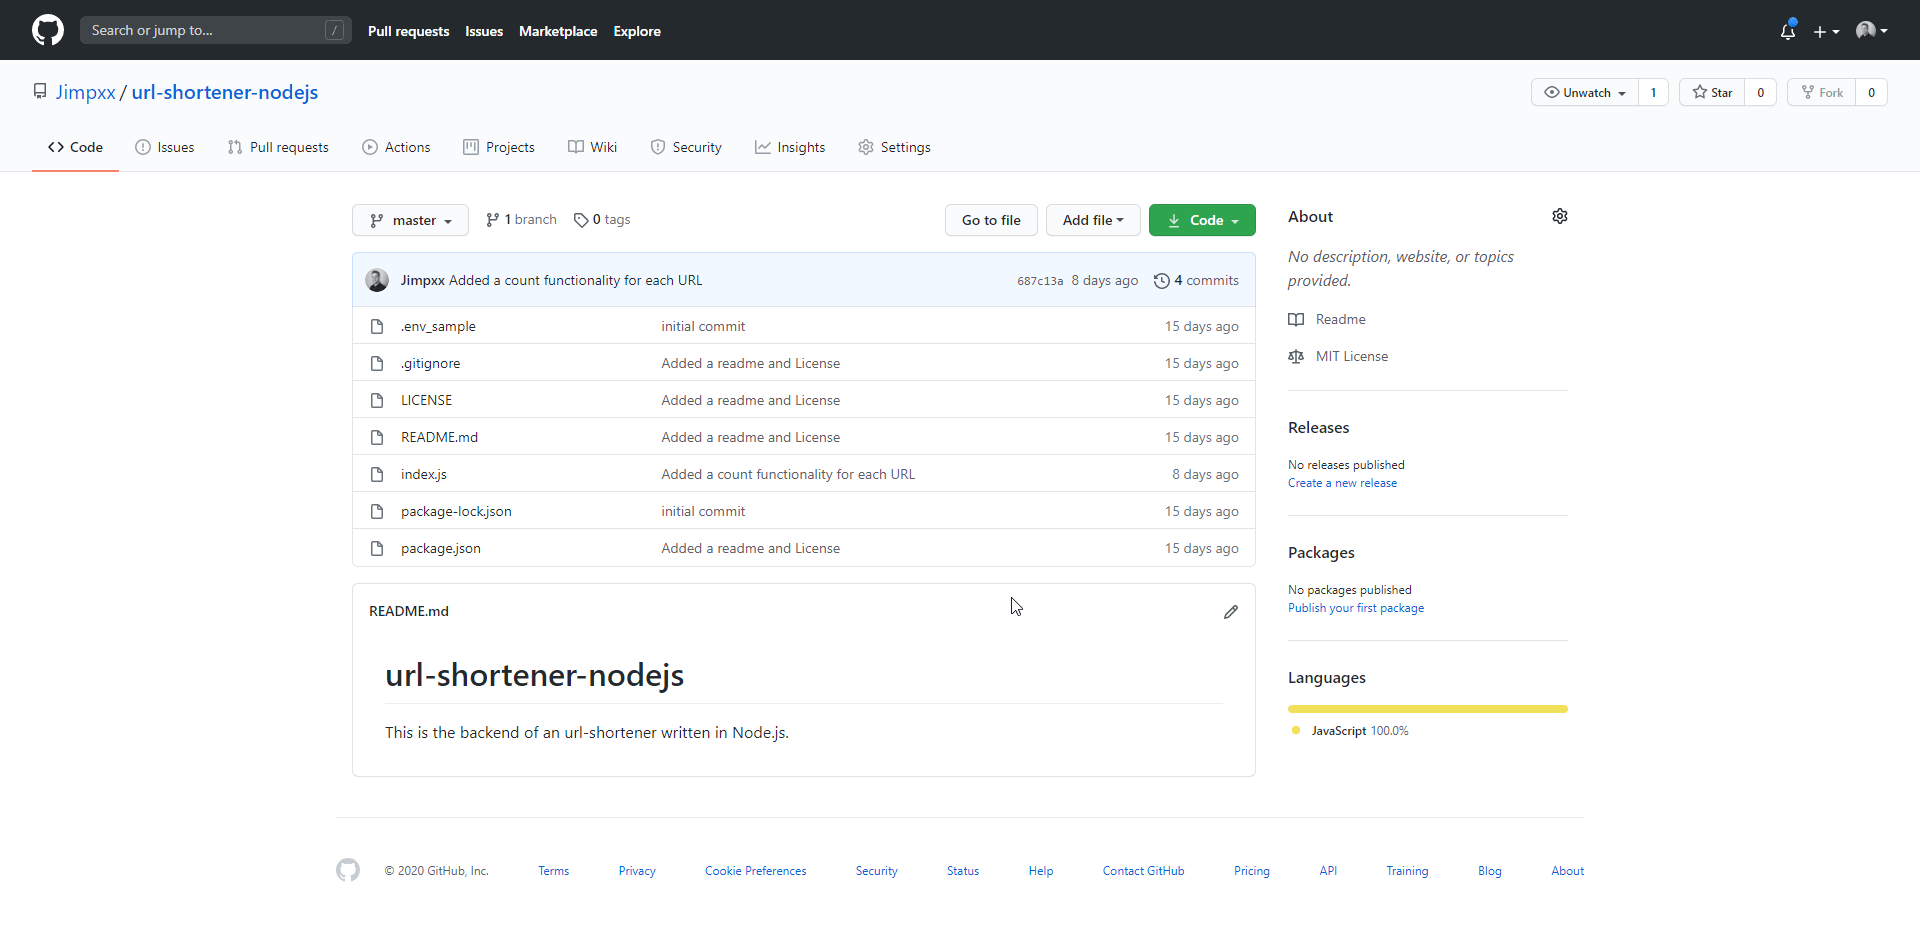 Search or jump to... /
Pull requests Issues Marketplace Explore
Jimpxx / url-shortener-nodejs
Unwatch 1 Star 0 Fork 0
Code Issues Pull requests Actions Projects Wiki Security Insights Settings
master 1 branch 0 tags Go to file Add file Code
Jimpxx Added a count functionality for each URL 687c13a 8 days ago 4 commits
.env_sample initial commit 15 days ago
.gitignore Added a readme and License 15 days ago
LICENSE Added a readme and License 15 days ago
README.md Added a readme and License 15 days ago
index.js Added a count functionality for each URL 8 days ago
package-lock.json initial commit 15 days ago
package.json Added a readme and License 15 days ago
README.md
url-shortener-nodejs
This is the backend of an url-shortener written in Node.js.
About
No description, website, or topics
provided.
Readme
MIT License
Releases
No releases published
Create a new release
Packages
No packages published
Publish your first package
Languages
JavaScript 100.0%
© 2020 GitHub, Inc. Terms Privacy Cookie Preferences Security Status Help Contact GitHub Pricing API Training Blog About